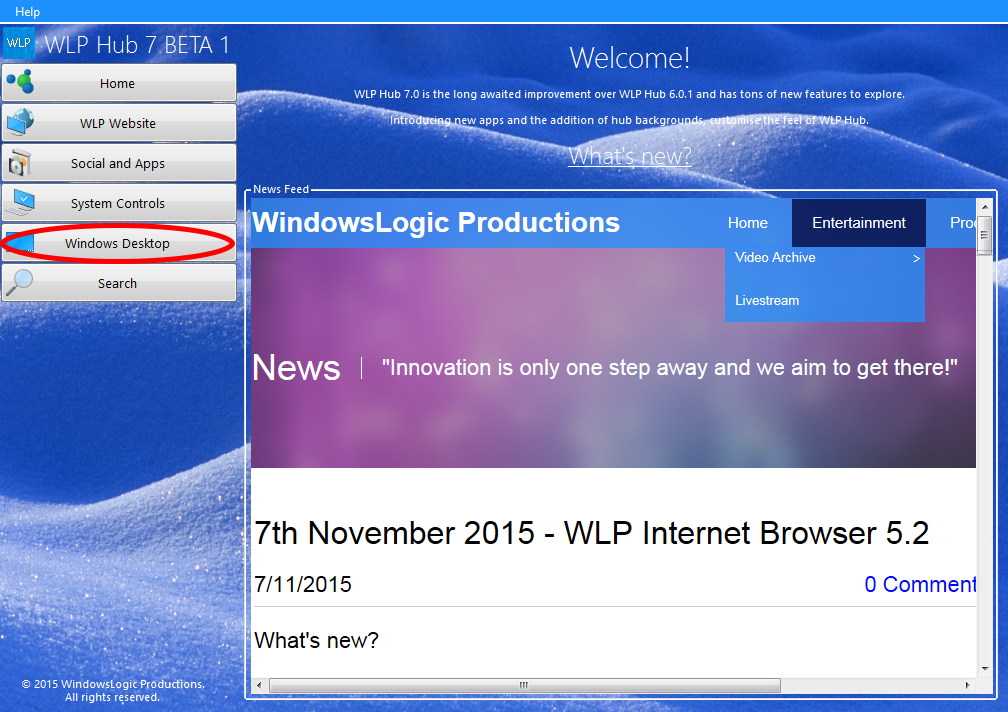 Help
WLP
WLP Hub 7.BETA 1
Home
WLP Website
Social and Apps
System Controls
Windows Desktop
Search
© 2015 WindowsLogic Productions.
All rights reserved.
Welcome!
WLP Hub 7.0 is the long awaited improvement over WLP Hub 6.0.1 and has tons of new features to explore.
Introducing new apps and the addition of hub backgrounds, customise the feel of WLP Hub.
What's new?
News Feed
WindowsLogic Productions
Home
Entertainment
Proc
Video Archive >
Livestream
News | "Innovation is only one step away and we aim to get there!"
7th November 2015 - WLP Internet Browser 5.2
7/11/2015
0 Comment
What's new?